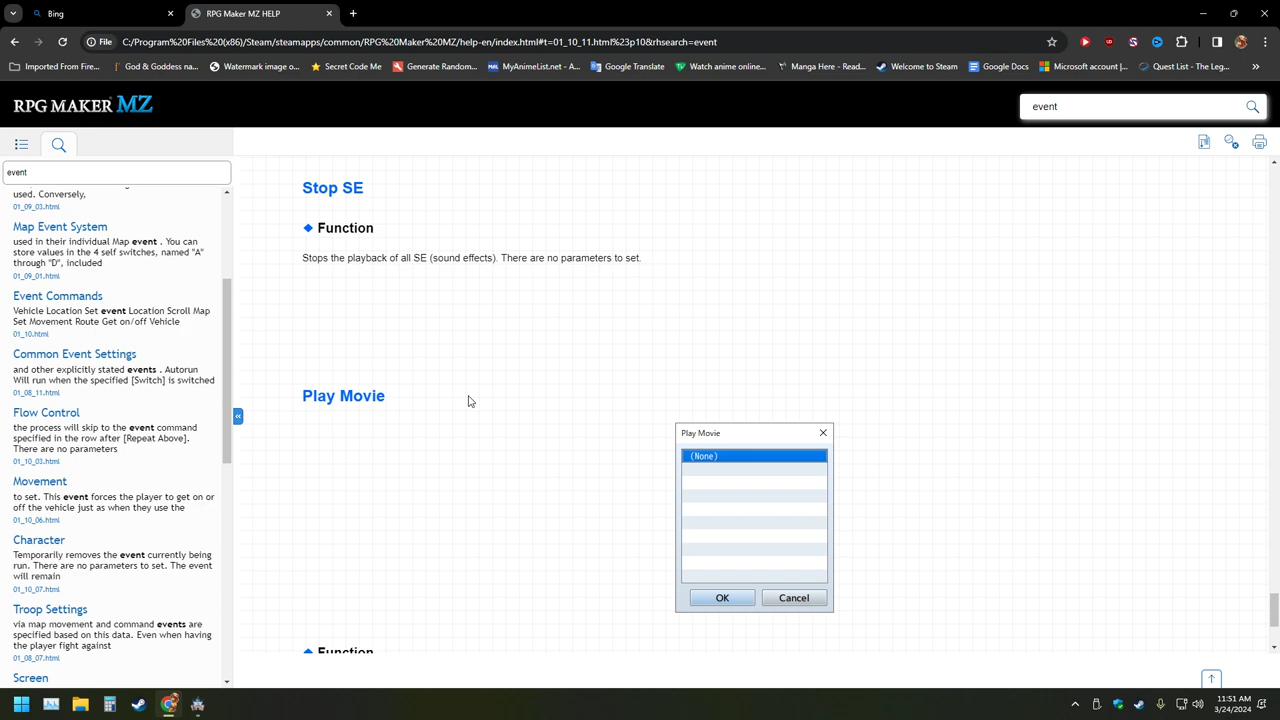 Bing
RPG Maker MZ HELP
File
C:/Program%20Files%20(x86)/Steam/steamapps/common/RPG%20Maker%20MZ/help-en/index.html#t=01_10_11.html%23p10&rhsearch=event
Imported From Fire...
God & Goddess na...
Watermark image o...
Secret Code Me
Generate Random...
MyAnimeList.net - A...
Google Translate
Watch anime online...
Manga Here - Read...
Welcome to Steam
Google Docs
Microsoft account |...
Quest List - The Leg...
RPG MAKER MZ
event
event
used. Conversely,
01_09_03.html
Map Event System
used in their individual Map event . You can
store values in the 4 self switches, named "A"
through "D", included
01_09_01.html
Event Commands
Vehicle Location Set event Location Scroll Map
Set Movement Route Get on/off Vehicle
01_10.html
Common Event Settings
and other explicitly stated events . Autorun
Will run when the specified [Switch] is switched
01_08_11.html
Flow Control
the process will skip to the event command
specified in the row after [Repeat Above].
There are no parameters
01_10_03.html
Movement
to set. This event forces the player to get on or
off the vehicle just as when they use the
01_10_06.html
Character
Temporarily removes the event currently being
run. There are no parameters to set. The event
will remain
01_10_07.html
Troop Settings
via map movement and command events are
specified based on this data. Even when having
the player fight against
01_08_07.html
Screen
Stop SE
Function
Stops the playback of all SE (sound effects). There are no parameters to set.
Play Movie
Play Movie
(None)
OK
Cancel
Function
11:51 AM
3/24/2024